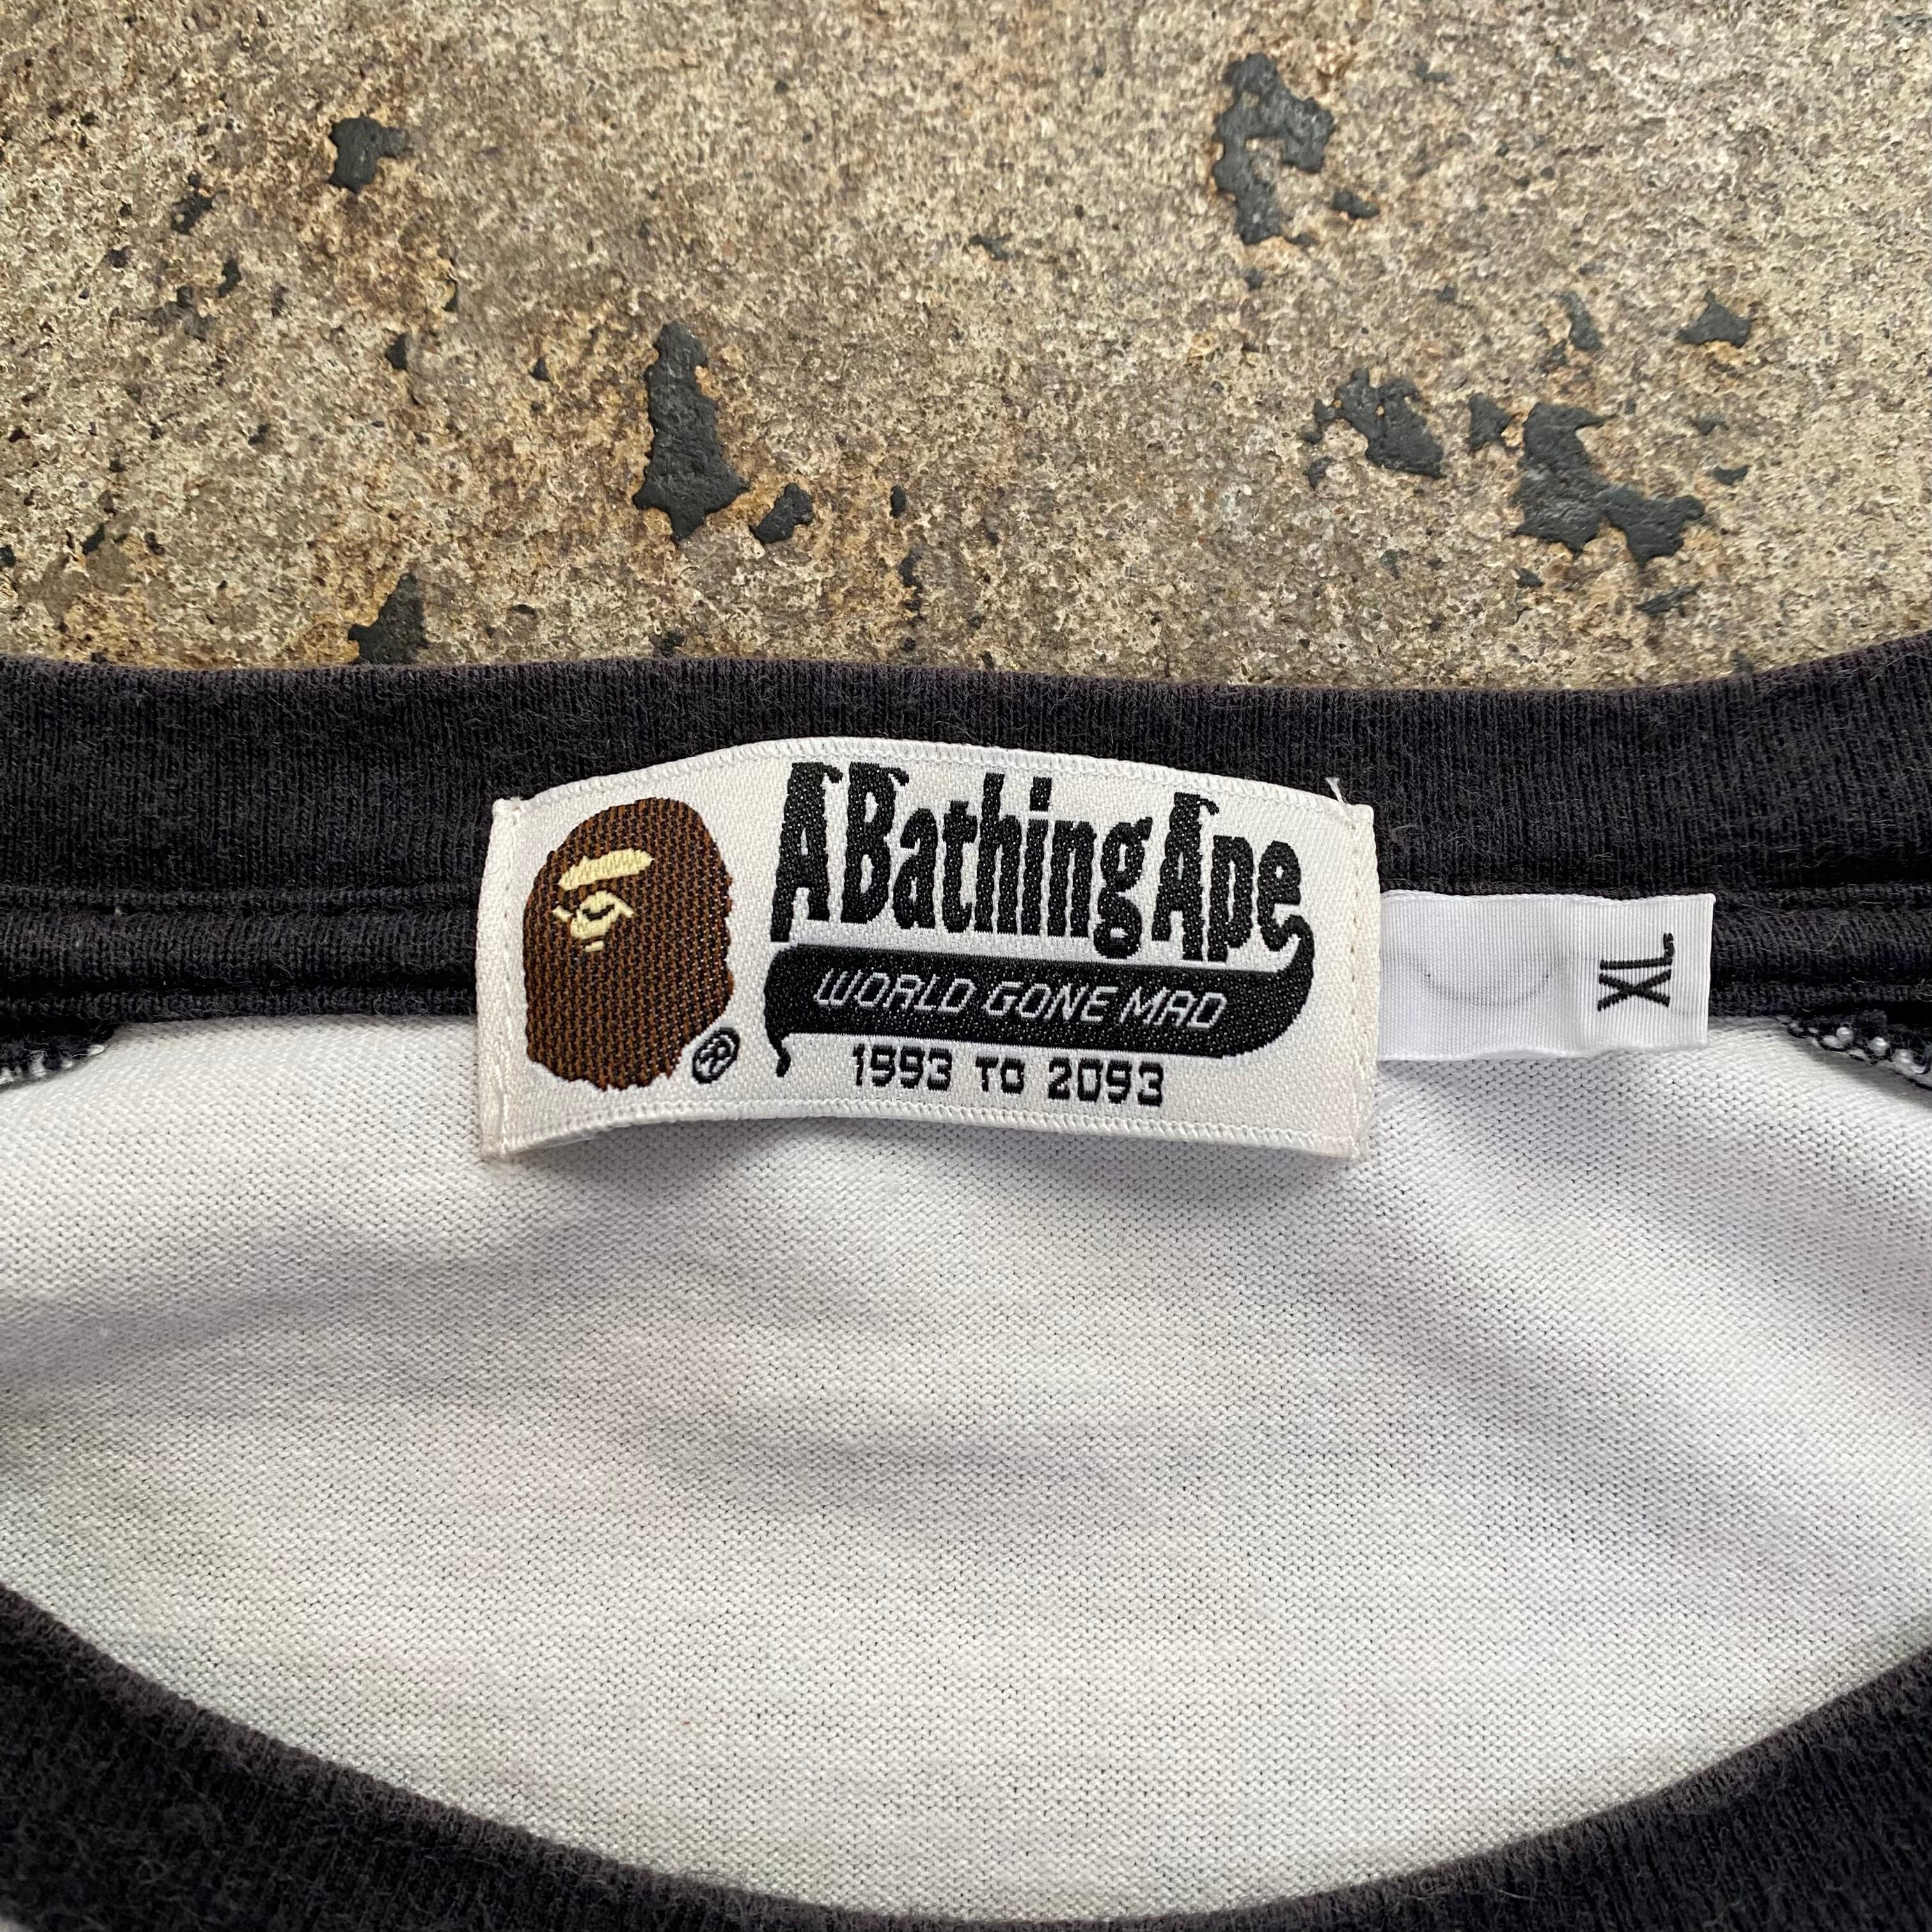 A Bathing Ape
WORLD GONE MAD
1993 TO 2093
®
XL